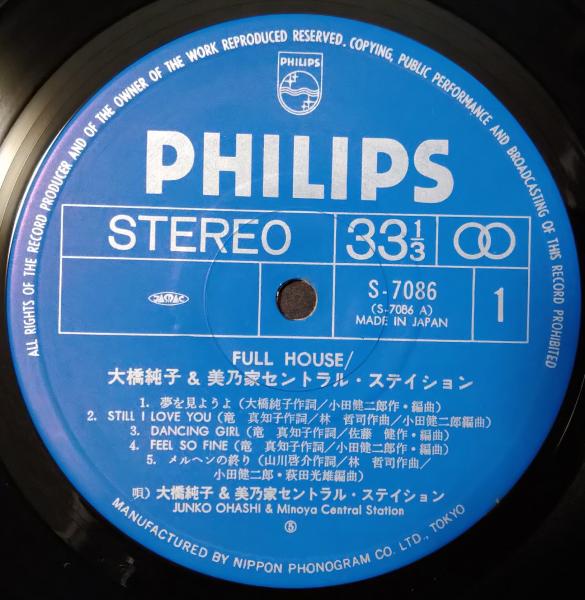 ALL RIGHTS OF THE RECORD PRODUCER AND OF THE OWNER OF THE WORK REPRODUCED RESERVED. COPYING, PUBLIC PERFORMANCE AND BROADCASTING OF THIS RECORD PROHIBITED
PHILIPS
PHILIPS
STEREO 33 1/3
JASRAC S-7086 1
(S-7086 A)
MADE IN JAPAN
FULL HOUSE/
大橋純子 & 美乃家セントラル・ステイション
1. 夢を見ようよ (大橋純子作詞/小田健二郎作・編曲)
2. STILL I LOVE YOU (竜 真知子作詞/林 哲司作曲/小田健二郎編曲)
3. DANCING GIRL (竜 真知子作詞/佐藤 健作・編曲)
4. FEEL SO FINE (竜 真知子作詞/小田健二郎作・編曲)
5. メルヘンの終り (山川啓介作詞/林 哲司作曲/
小田健二郎・萩田光雄編曲)
唄) 大橋純子 & 美乃家セントラル・ステイション
JUNKO OHASHI & Minoya Central Station
⑤
MANUFACTURED BY NIPPON PHONOGRAM CO. LTD., TOKYO